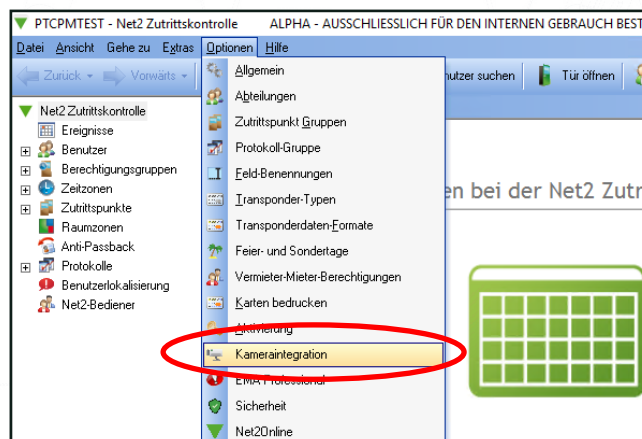 PTCPMTEST - Net2 Zutrittskontrolle ALPHA - AUSSCHLIESSLICH FÜR DEN INTERNEN GEBRAUCH BEST
Datei Ansicht Gehe zu Extras Optionen Hilfe
Zurück Vorwärts nutzer suchen Tür öffnen
Net2 Zutrittskontrolle
Ereignisse
Benutzer
Berechtigungsgruppen
Zeitzonen
Zutrittspunkte
Raumzonen
Anti-Passback
Protokolle
Benutzerlokalisierung
Net2-Bediener
Allgemein
Abteilungen
Zutrittspunkt Gruppen
Protokoll-Gruppe
Feld-Benennungen
Transponder-Typen
Transponderdaten-Formate
Feier- und Sondertage
Vermieter-Mieter-Berechtigungen
Karten bedrucken
Aktivierung
Kameraintegration
EMA Professional
Sicherheit
Net2Online
en bei der Net2 Zutr